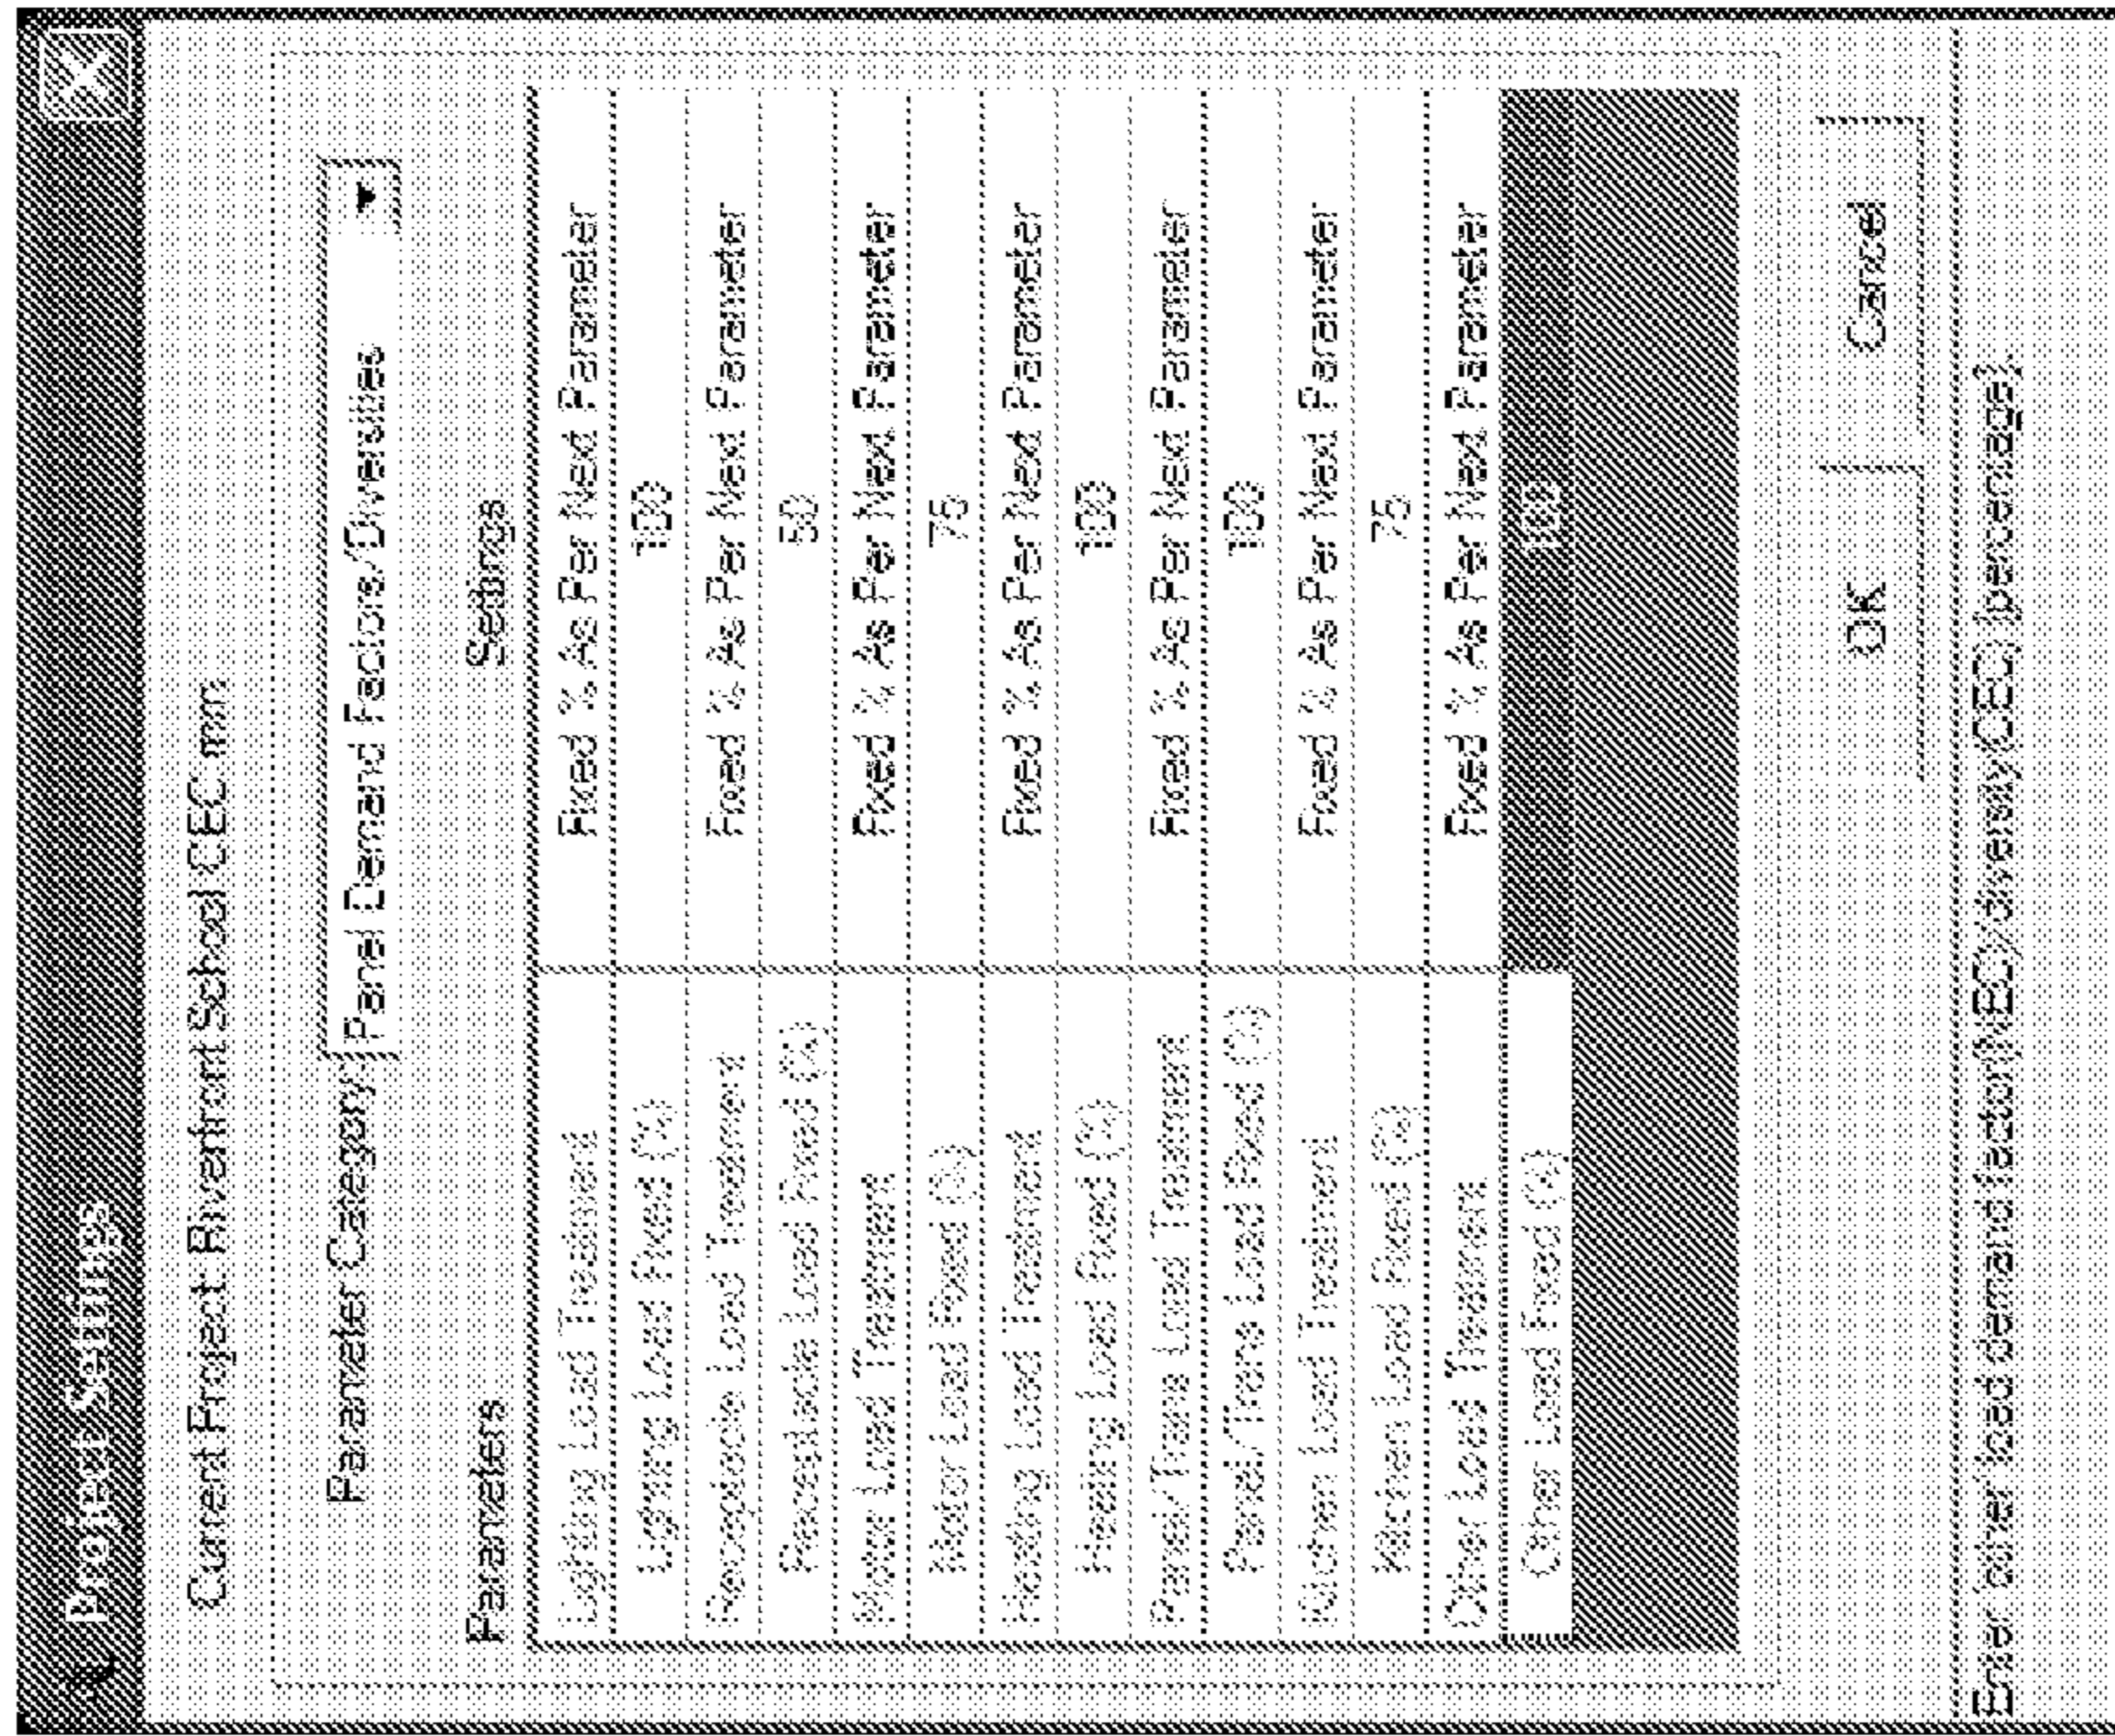 Project Settings
Current Project: Riverfront School CEC mm
Parameter Category: Panel Demand Factors/Diversities
Parameters Settings
Lighting Load Treatment Fixed % As Per Next Parameter
Lighting Load Fixed (%) 100
Receptacle Load Treatment Fixed % As Per Next Parameter
Receptacle Load Fixed (%) 50
Motor Load Treatment Fixed % As Per Next Parameter
Motor Load Fixed (%) 75
Heating Load Treatment Fixed % As Per Next Parameter
Heating Load Fixed (%) 100
Panel/Trans Load Treatment Fixed % As Per Next Parameter
Panel/Trans Load Fixed (%) 100
Kitchen Load Treatment Fixed % As Per Next Parameter
Kitchen Load Fixed (%) 75
Other Load Treatment Fixed % As Per Next Parameter
Other Load Fixed (%) 100
OK Cancel
Enter 'other' load demand factor(NEC)/diversity(CEC) (percentage).